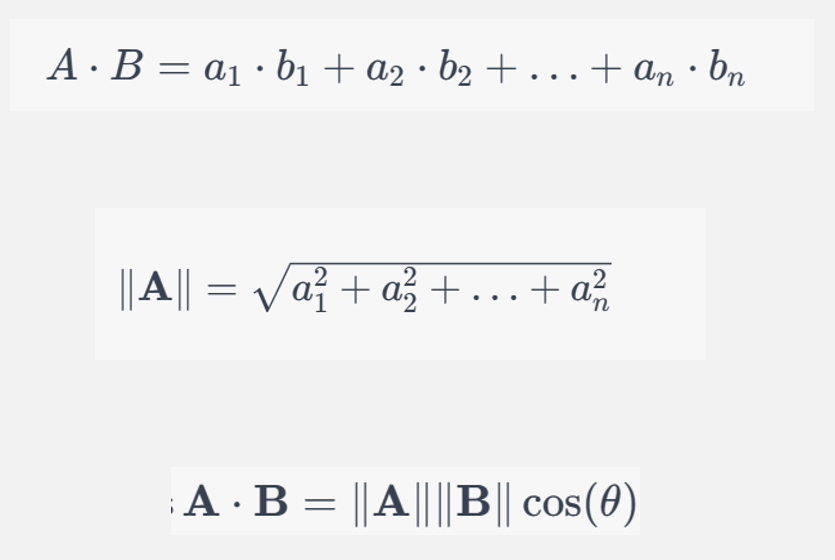 A · B = a₁ · b₁ + a₂ · b₂ + . . . + aₙ · bₙ
‖A‖ = √(a₁² + a₂² + . . . + aₙ²)
A · B = ‖A‖‖B‖ cos(θ)